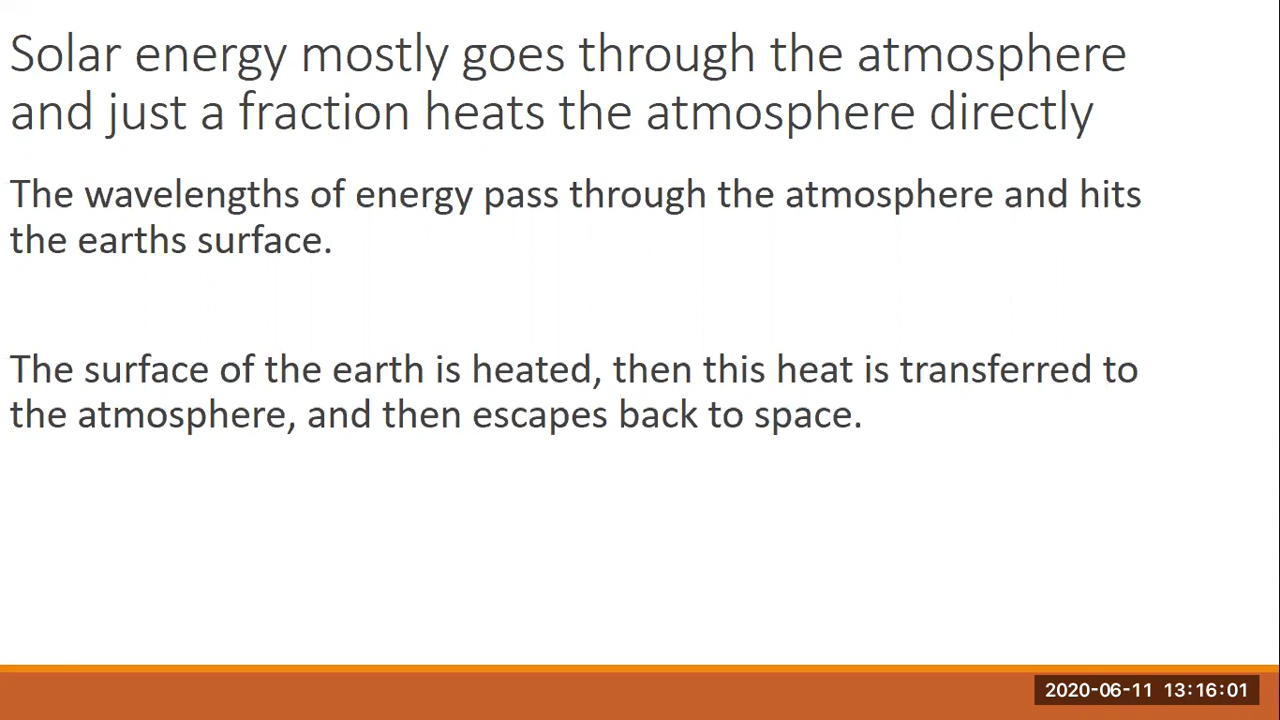 Solar energy mostly goes through the atmosphere
and just a fraction heats the atmosphere directly
The wavelengths of energy pass through the atmosphere and hits
the earths surface.
The surface of the earth is heated, then this heat is transferred to
the atmosphere, and then escapes back to space.
2020-06-11 13:16:01